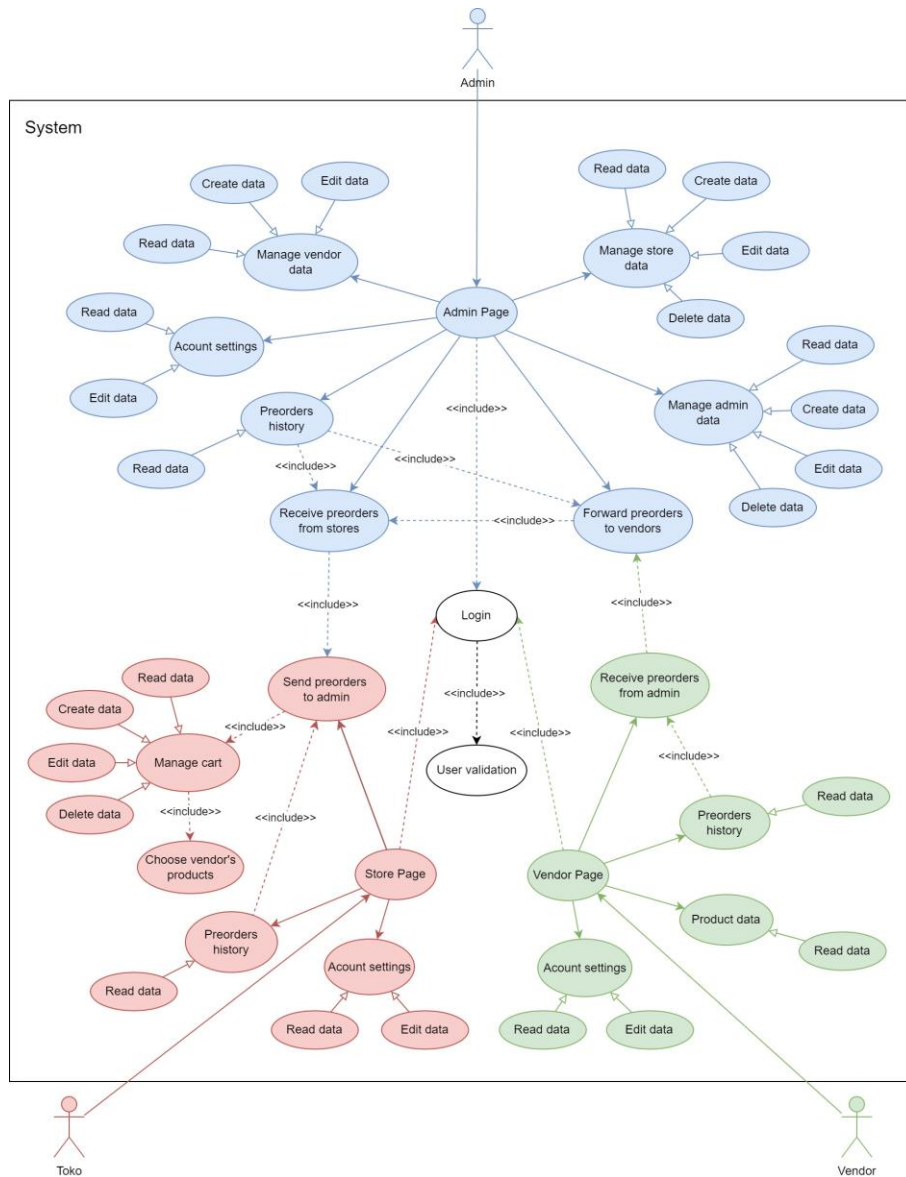 Admin
System
Read data
Create data
Edit data
Create data
Edit data
Read data
Manage vendor
data
Manage store
data
Read data
Delete data
Admin Page
Acount settings
Edit data
Read data
Preorders
history
<<include>>
Manage admin
data
Create data
Read data
<<include>>
<<include>>
Edit data
Delete data
Receive preorders
from stores
<<include>>
Forward preorders
to vendors
<<include>>
Login
<<include>>
Read data
Send preorders
to admin
Receive preorders
from admin
Create data
<<include>>
<<include>>
Edit data
Manage cart
<<include>>
<<include>>
User validation
<<include>>
Delete data
<<include>>
<<include>>
Read data
Preorders
history
Choose vendor's
products
Store Page
Vendor Page
Preorders
history
Product data
Read data
Acount settings
Acount settings
Read data
Read data
Edit data
Read data
Edit data
Toko
Vendor